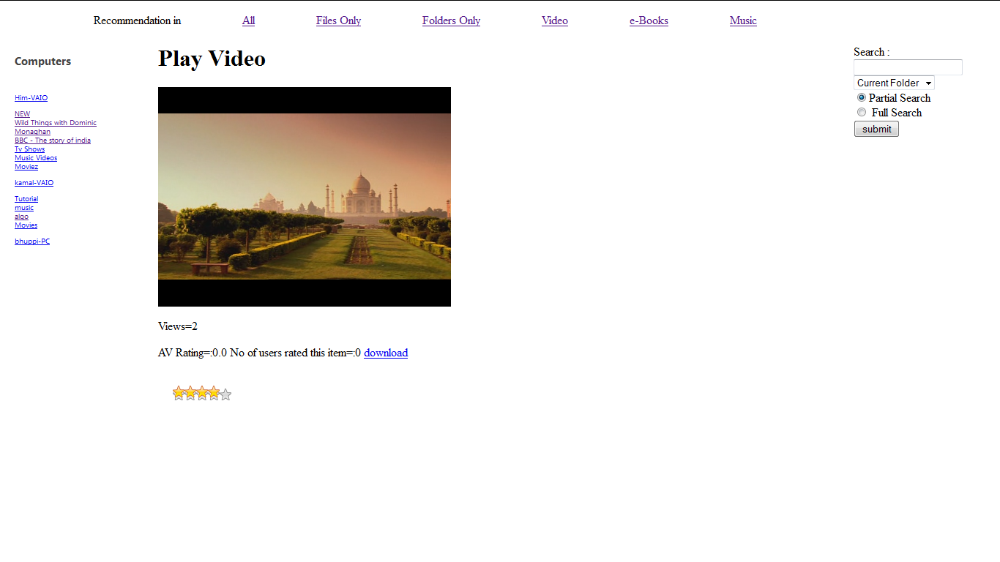 Recommendation in All Files Only Folders Only Video e-Books Music
Computers
Him-VAIO
NEW
Wild Things with Dominic
Monaghan
BBC - The story of india
Tv Shows
Music Videos
Moviez
kamal-VAIO
Tutorial
music
algo
Movies
bhuppi-PC
Play Video
Views=2
AV Rating=:0.0 No of users rated this item=:0 download
Search :
Current Folder
Partial Search
Full Search
submit